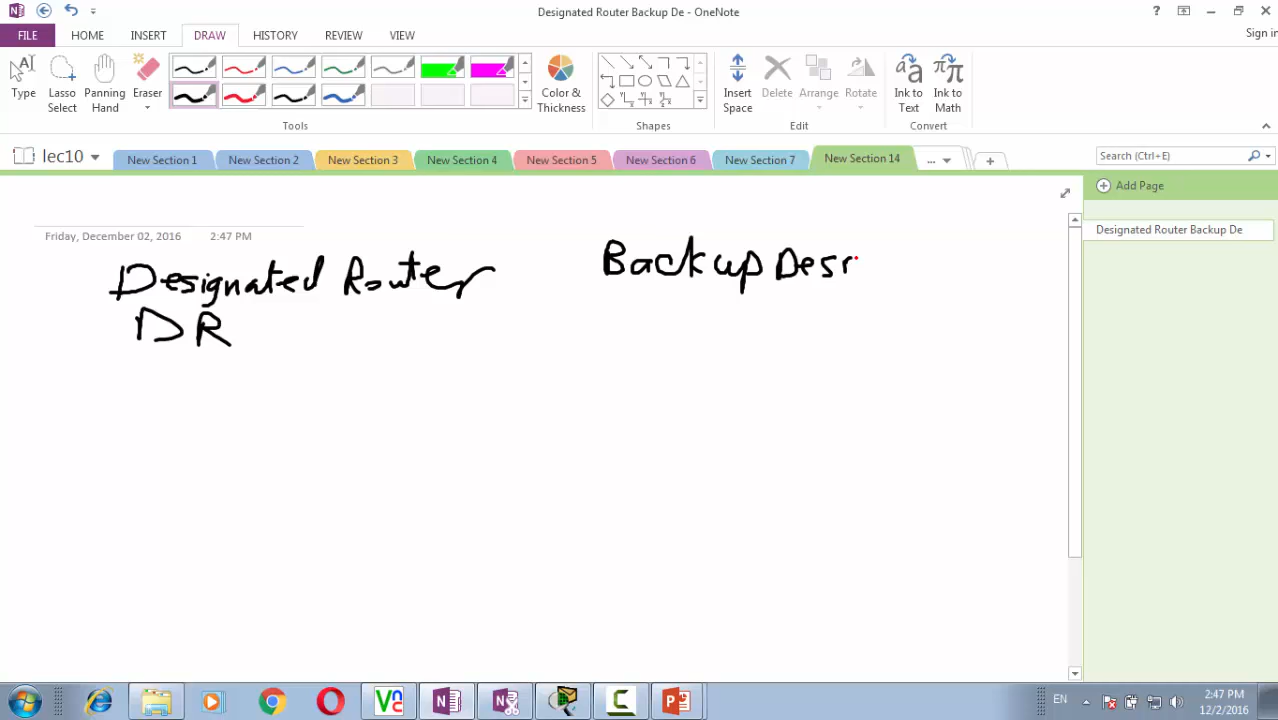 Designated Router Backup De - OneNote
? 
Sign in
FILE HOME INSERT DRAW HISTORY REVIEW VIEW
Type
Lasso Select
Panning Hand
Eraser
Color & Thickness
Insert Space
Delete
Arrange
Rotate
Ink to Text
Ink to Math
Tools Shapes Edit Convert
lec10 New Section 1 New Section 2 New Section 3 New Section 4 New Section 5 New Section 6 New Section 7 New Section 14 ... Search (Ctrl+E)
Add Page
Designated Router Backup De
Friday, December 02, 2016 2:47 PM
Designated Router Backup Desr
DR
EN 2:47 PM
12/2/2016